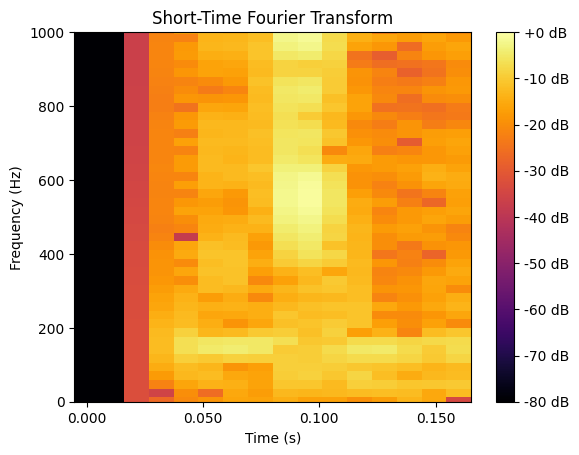 Short-Time Fourier Transform
1000
800
600
400
200
0
Frequency (Hz)
0.000
0.050
0.100
0.150
Time (s)
+0 dB
-10 dB
-20 dB
-30 dB
-40 dB
-50 dB
-60 dB
-70 dB
-80 dB